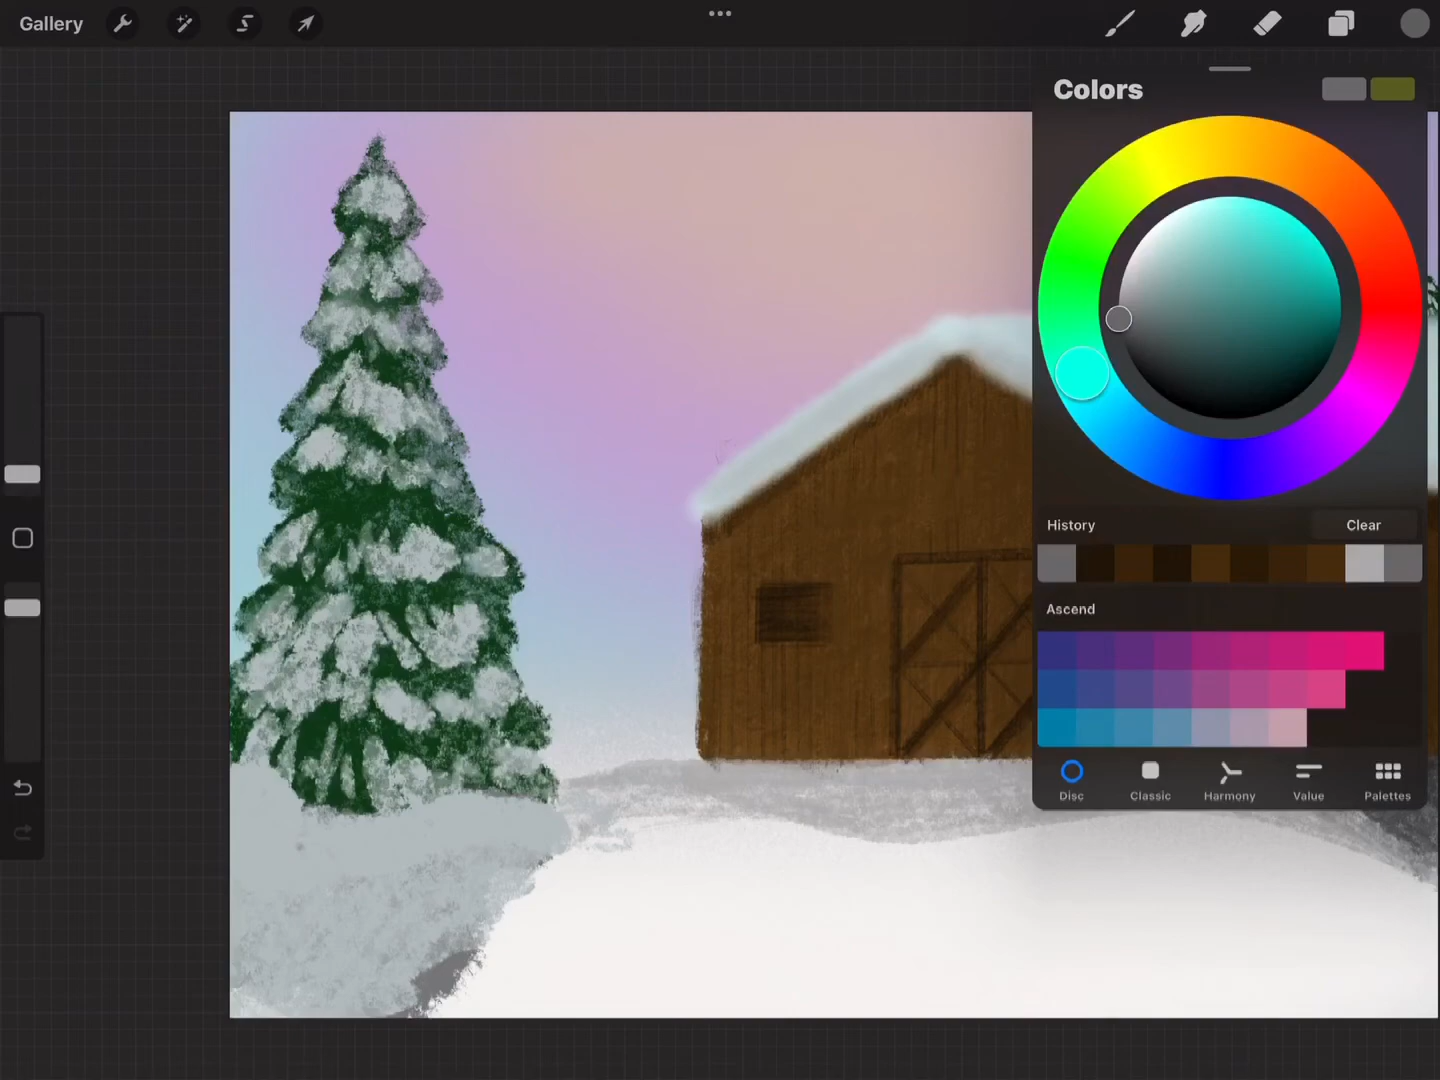 Gallery
Colors
History
Clear
Ascend
Disc
Classic
Harmony
Value
Palettes